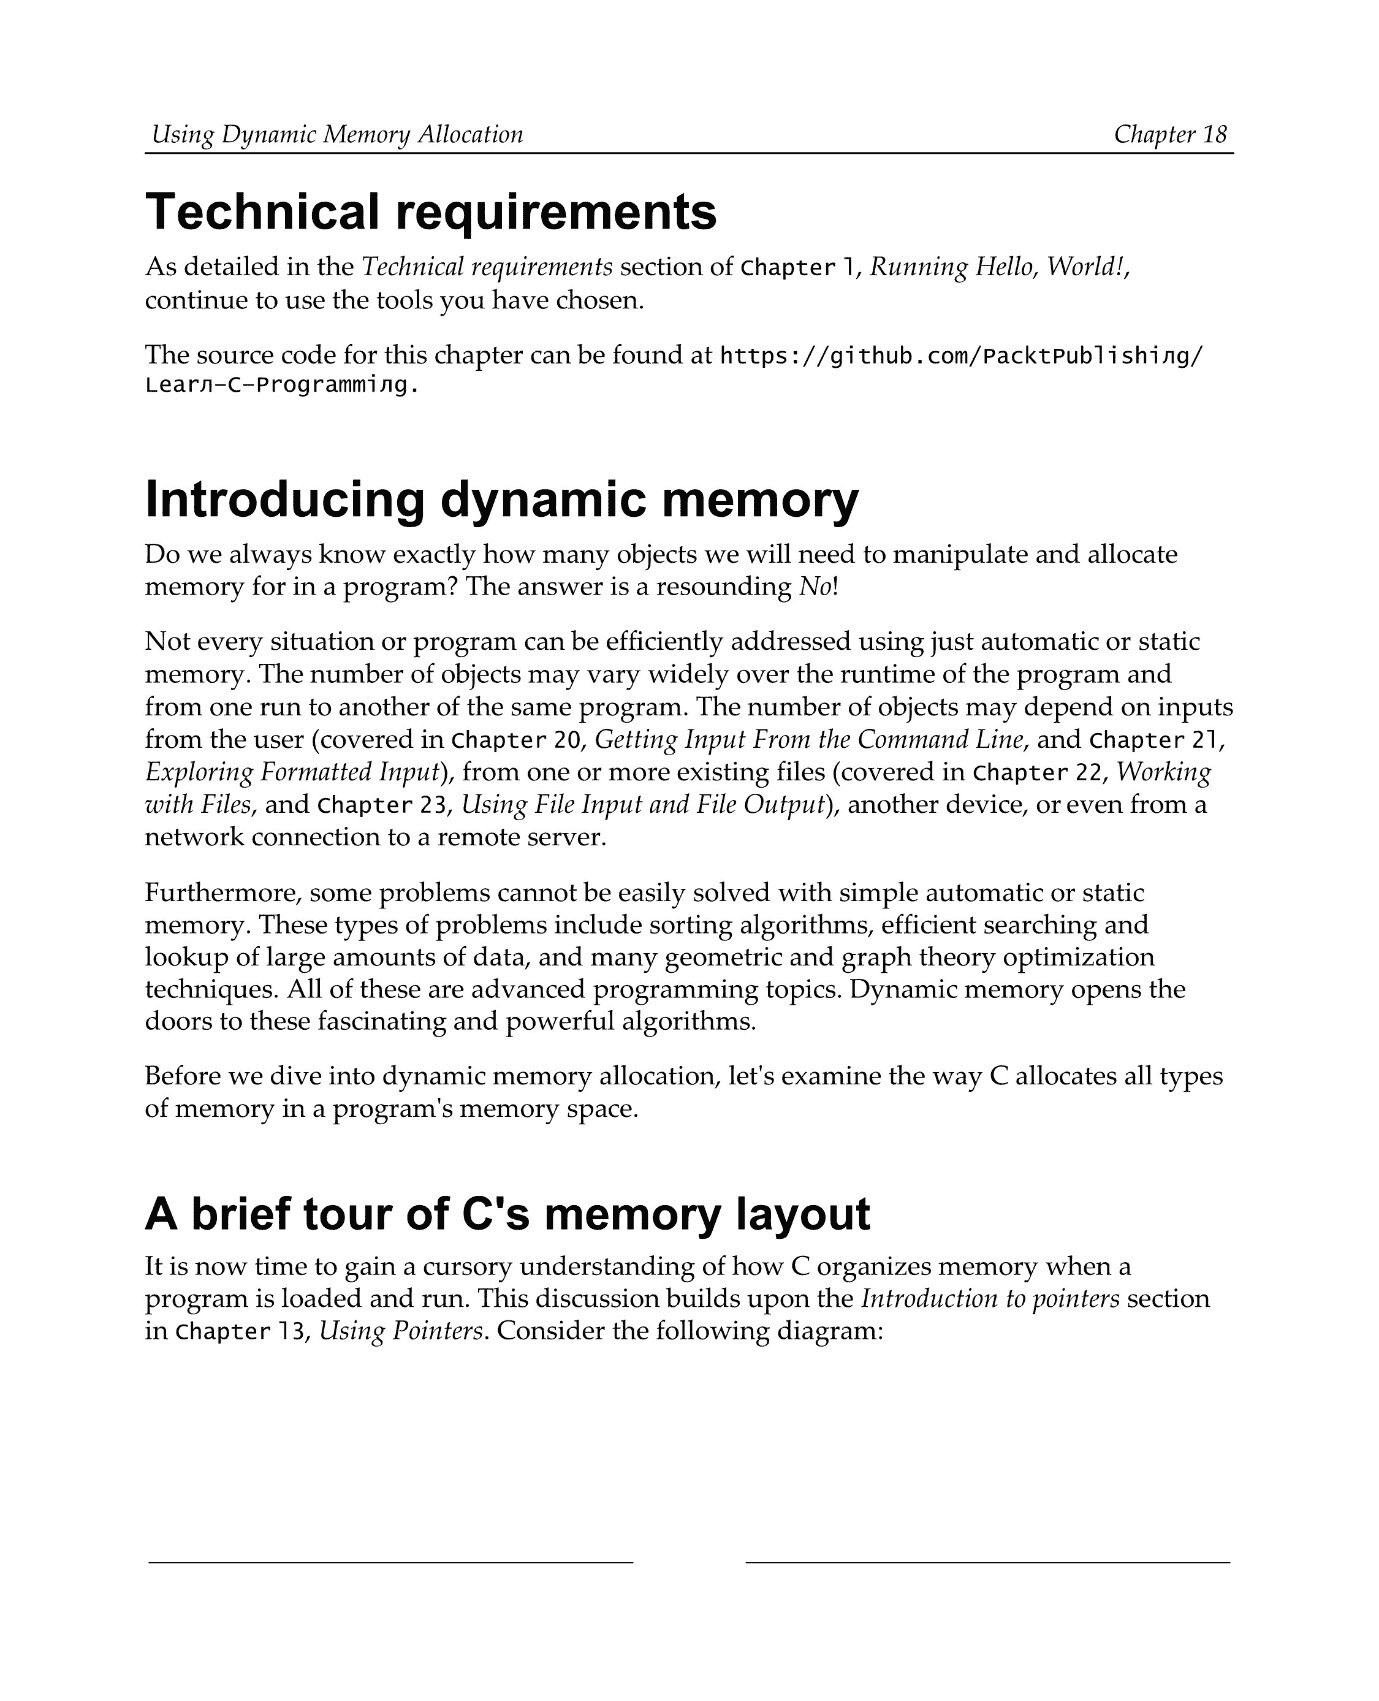 Using Dynamic Memory Allocation Chapter 18
Technical requirements
As detailed in the Technical requirements section of Chapter 1, Running Hello, World!,
continue to use the tools you have chosen.
The source code for this chapter can be found at https://github.com/PacktPublishing/
Learn-C-Programming.
Introducing dynamic memory
Do we always know exactly how many objects we will need to manipulate and allocate
memory for in a program? The answer is a resounding No!
Not every situation or program can be efficiently addressed using just automatic or static
memory. The number of objects may vary widely over the runtime of the program and
from one run to another of the same program. The number of objects may depend on inputs
from the user (covered in Chapter 20, Getting Input From the Command Line, and Chapter 21,
Exploring Formatted Input), from one or more existing files (covered in Chapter 22, Working
with Files, and Chapter 23, Using File Input and File Output), another device, or even from a
network connection to a remote server.
Furthermore, some problems cannot be easily solved with simple automatic or static
memory. These types of problems include sorting algorithms, efficient searching and
lookup of large amounts of data, and many geometric and graph theory optimization
techniques. All of these are advanced programming topics. Dynamic memory opens the
doors to these fascinating and powerful algorithms.
Before we dive into dynamic memory allocation, let's examine the way C allocates all types
of memory in a program's memory space.
A brief tour of C's memory layout
It is now time to gain a cursory understanding of how C organizes memory when a
program is loaded and run. This discussion builds upon the Introduction to pointers section
in Chapter 13, Using Pointers. Consider the following diagram: